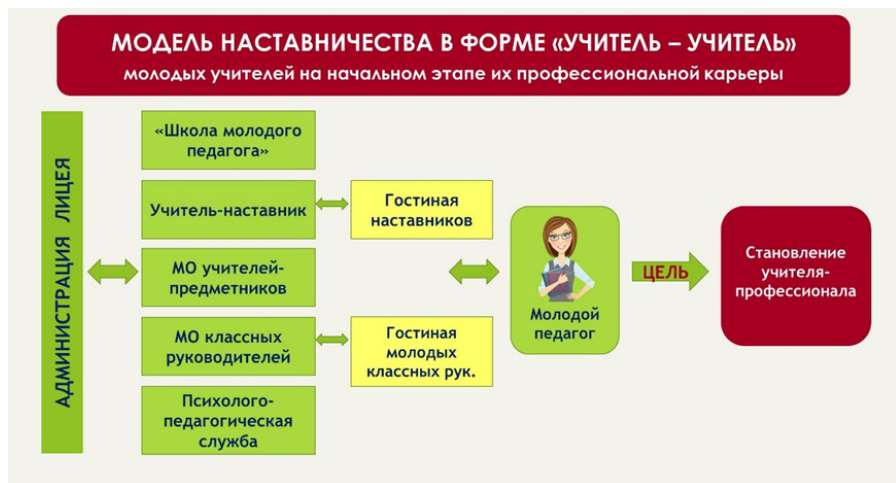 МОДЕЛЬ НАСТАВНИЧЕСТВА В ФОРМЕ «УЧИТЕЛЬ – УЧИТЕЛЬ»
молодых учителей на начальном этапе их профессиональной карьеры
АДМИНИСТРАЦИЯ ЛИЦЕЯ
«Школа молодого
педагога»
Учитель-наставник
Гостиная
наставников
МО учителей-
предметников
МО классных
руководителей
Гостиная
молодых
классных рук.
Психолого-
педагогическая
служба
Молодой
педагог
ЦЕЛЬ
Становление
учителя-
профессионала